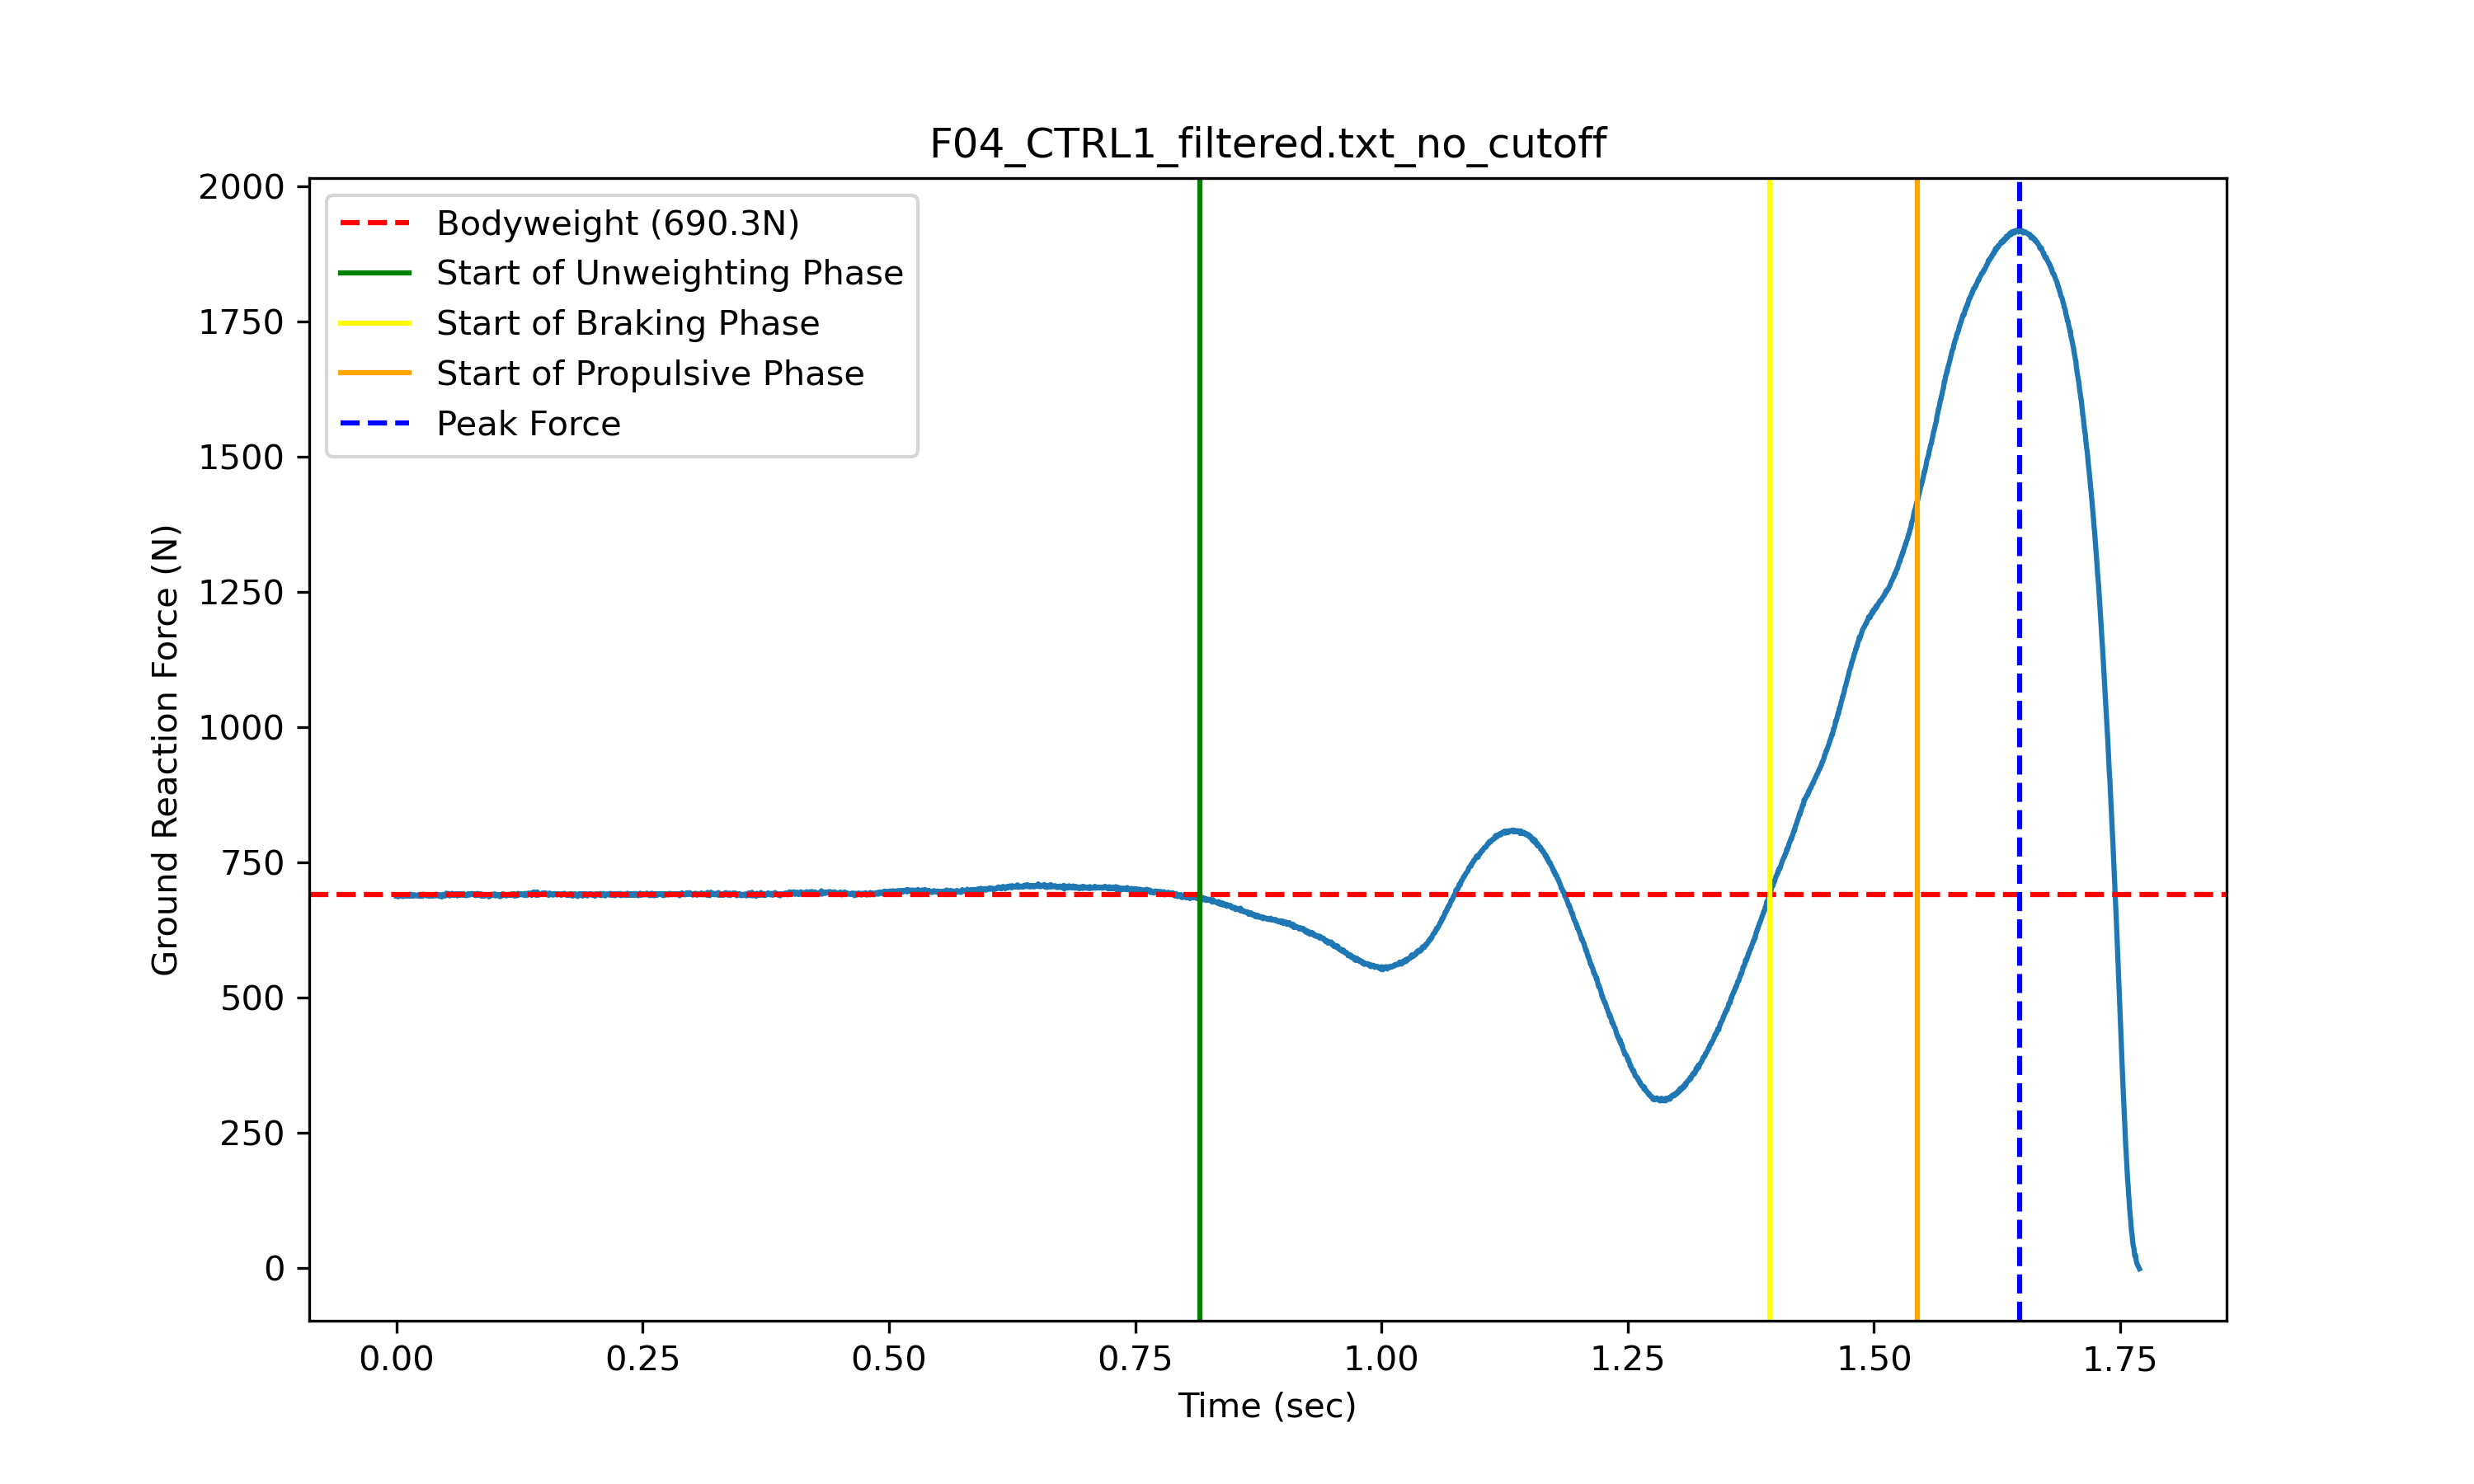 F04_CTRL1_filtered.txt_no_cutoff
2000
1750
1500
1250
1000
750
500
250
0
Ground Reaction Force (N)
Bodyweight (690.3N)
Start of Unweighting Phase
Start of Braking Phase
Start of Propulsive Phase
Peak Force
0.00 0.25 0.50 0.75 1.00 1.25 1.50 1.75
Time (sec)